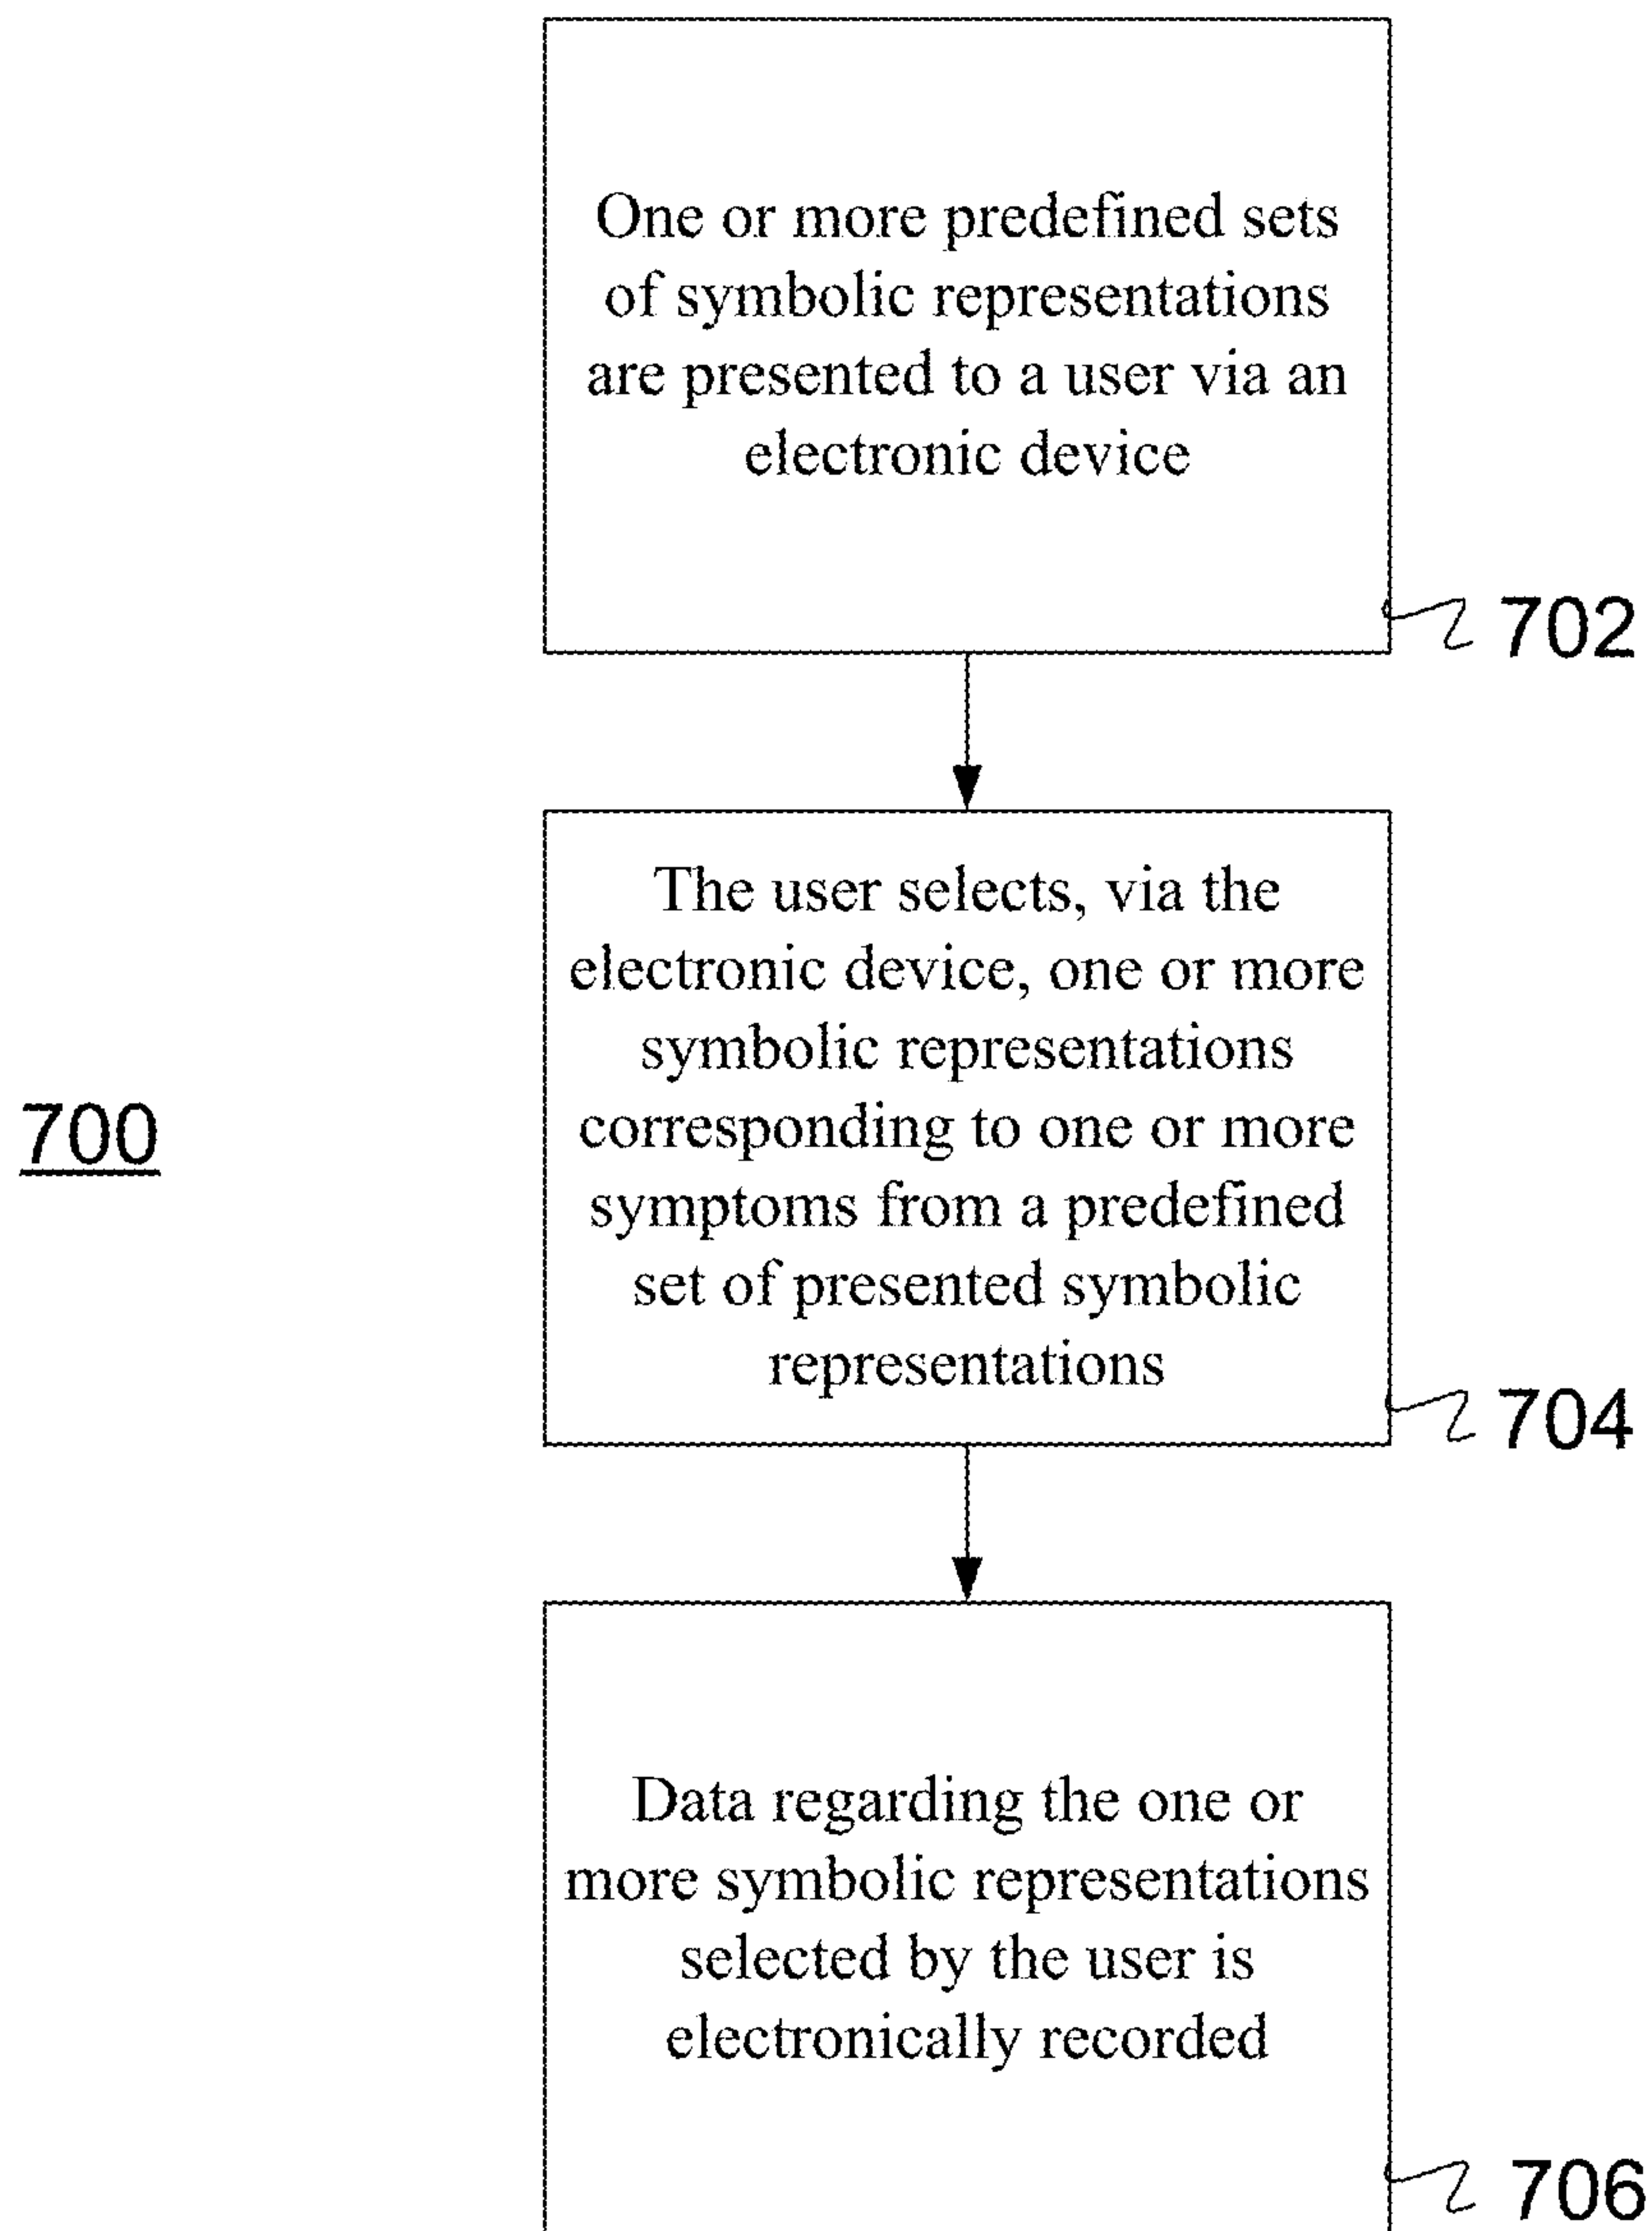 One or more predefined sets
of symbolic representations
are presented to a user via an
electronic device
702
The user selects, via the
electronic device, one or more
symbolic representations
corresponding to one or more
symptoms from a predefined
set of presented symbolic
representations
704
700
Data regarding the one or
more symbolic representations
selected by the user is
electronically recorded
706